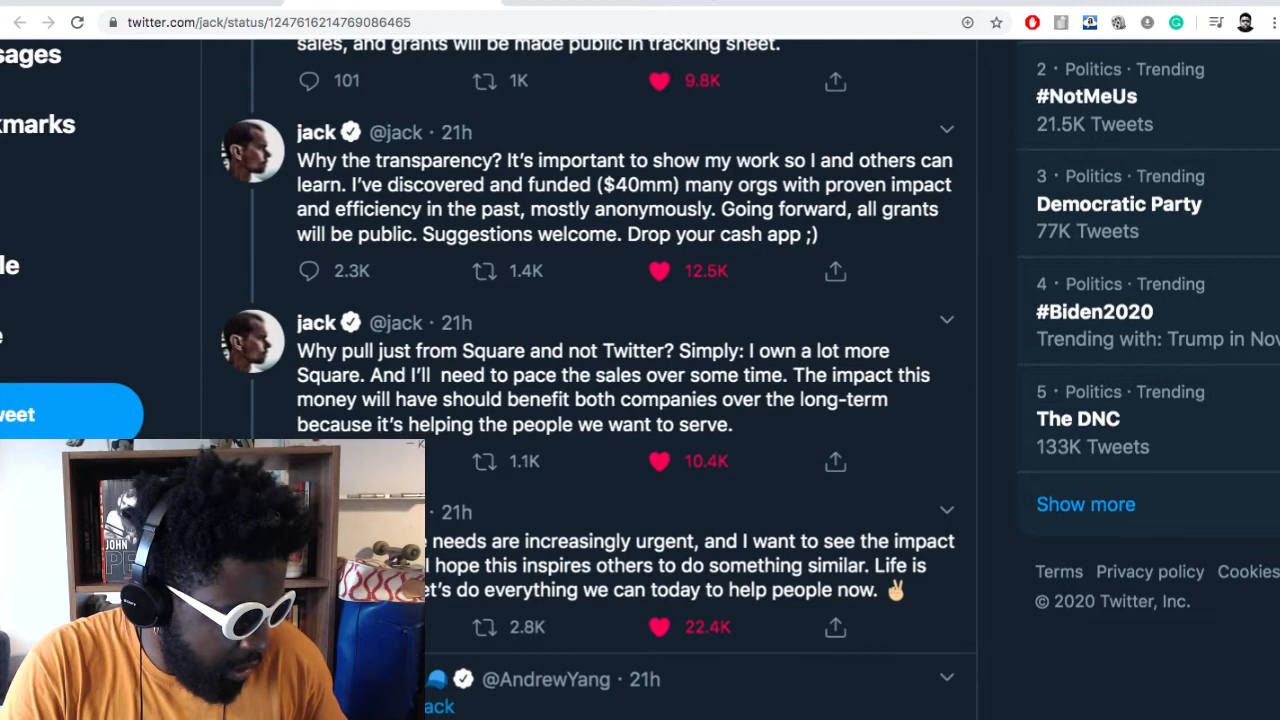 twitter.com/jack/status/1247616214769086465
sages
kmarks
le
e
weet
sales, and grants will be made public in tracking sheet.
101 1K 9.8K
jack @jack · 21h
Why the transparency? It's important to show my work so I and others can
learn. I've discovered and funded ($40mm) many orgs with proven impact
and efficiency in the past, mostly anonymously. Going forward, all grants
will be public. Suggestions welcome. Drop your cash app ;)
2.3K 1.4K 12.5K
jack @jack · 21h
Why pull just from Square and not Twitter? Simply: I own a lot more
Square. And I'll  need to pace the sales over some time. The impact this
money will have should benefit both companies over the long-term
because it's helping the people we want to serve.
1.1K 10.4K
· 21h
needs are increasingly urgent, and I want to see the impact
I hope this inspires others to do something similar. Life is
et's do everything we can today to help people now. ✌🏻
2.8K 22.4K
@AndrewYang · 21h
jack
2 · Politics · Trending
#NotMeUs
21.5K Tweets
3 · Politics · Trending
Democratic Party
77K Tweets
4 · Politics · Trending
#Biden2020
Trending with: Trump in Nov
5 · Politics · Trending
The DNC
133K Tweets
Show more
Terms Privacy policy Cookies
© 2020 Twitter, Inc.
JOHN
PE
SONY